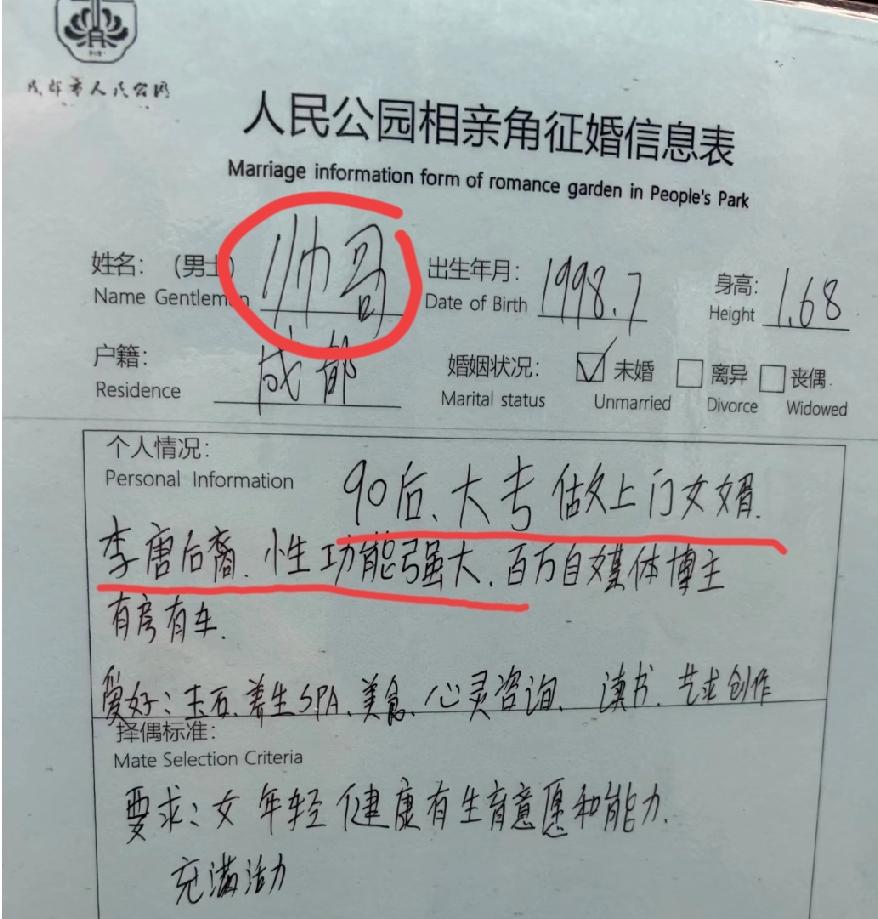 成都市人民公园
人民公园相亲角征婚信息表
Marriage information form of romance garden in People's Park
姓名: (男士) 帅哥 出生年月: 1998.7 身高: 1.68
Name Gentlemen Date of Birth Height
户籍: 成都 婚姻状况: ☑ 未婚 □ 离异 □ 丧偶.
Residence Marital status Unmarried Divorce Widowed
个人情况:
Personal Information
90后、大专 做上门女婿.
李唐后裔. 性功能强大. 百万自媒体博主
有房有车.
爱好: 玉石、养生SPA、美食、心灵咨询、读书、艺术创作
择偶标准:
Mate Selection Criteria
要求: 女 年轻 健康有生育意愿和能力.
充满活力